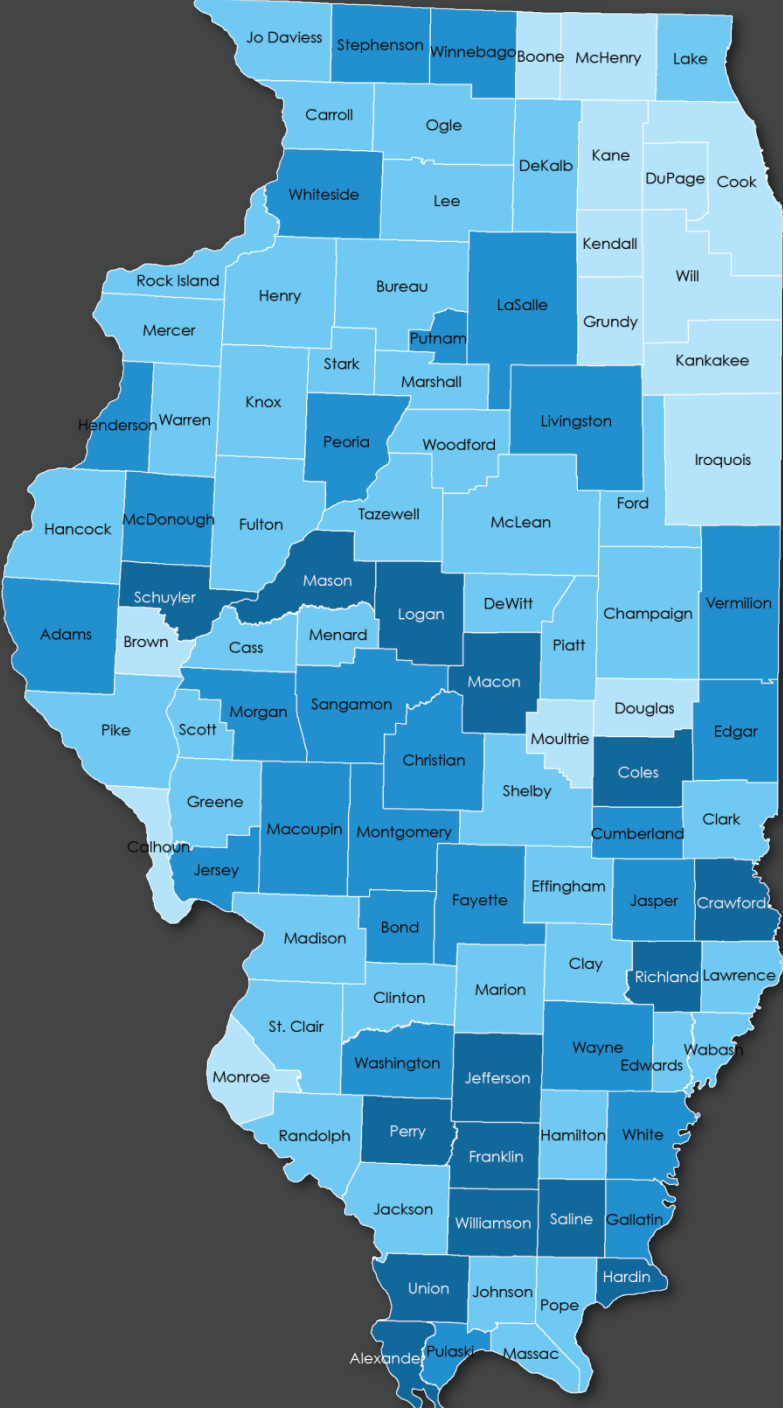 Jo Daviess
Stephenson
Winnebago
Boone
McHenry
Lake
Carroll
Ogle
DeKalb
Kane
DuPage
Cook
Whiteside
Lee
Kendall
Will
Rock Island
Henry
Bureau
LaSalle
Grundy
Mercer
Putnam
Kankakee
Stark
Marshall
Knox
Henderson
Warren
Peoria
Woodford
Livingston
Iroquois
Hancock
McDonough
Fulton
Tazewell
McLean
Ford
Schuyler
Mason
Logan
DeWitt
Champaign
Vermilion
Adams
Brown
Cass
Menard
Piatt
Macon
Pike
Scott
Morgan
Sangamon
Douglas
Moultrie
Edgar
Christian
Coles
Shelby
Greene
Macoupin
Montgomery
Cumberland
Clark
Calhoun
Jersey
Fayette
Effingham
Jasper
Crawford
Madison
Bond
Clay
Richland
Lawrence
Clinton
Marion
St. Clair
Wayne
Wabash
Washington
Edwards
Monroe
Jefferson
Randolph
Perry
Hamilton
White
Franklin
Jackson
Williamson
Saline
Gallatin
Union
Johnson
Pope
Hardin
Alexande
Pulaski
Massac